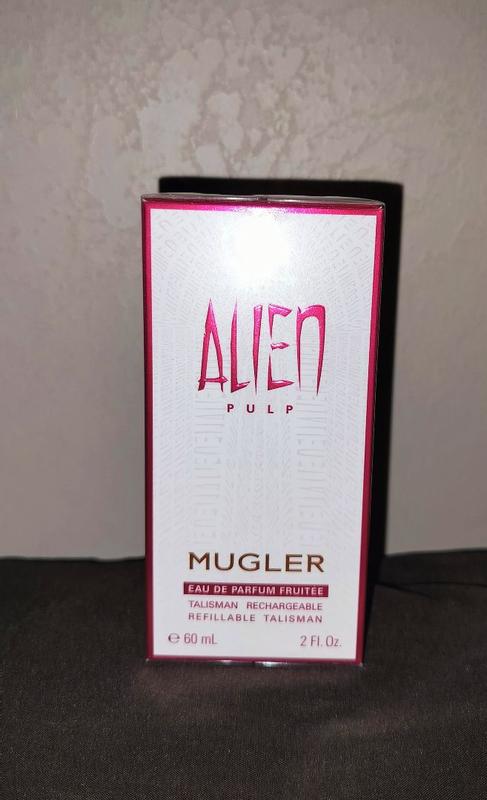 ALIEN
PULP
MUGLER
EAU DE PARFUM FRUITÉE
TALISMAN RECHARGEABLE
REFILLABLE TALISMAN
℮ 60 mL 2 Fl. Oz.